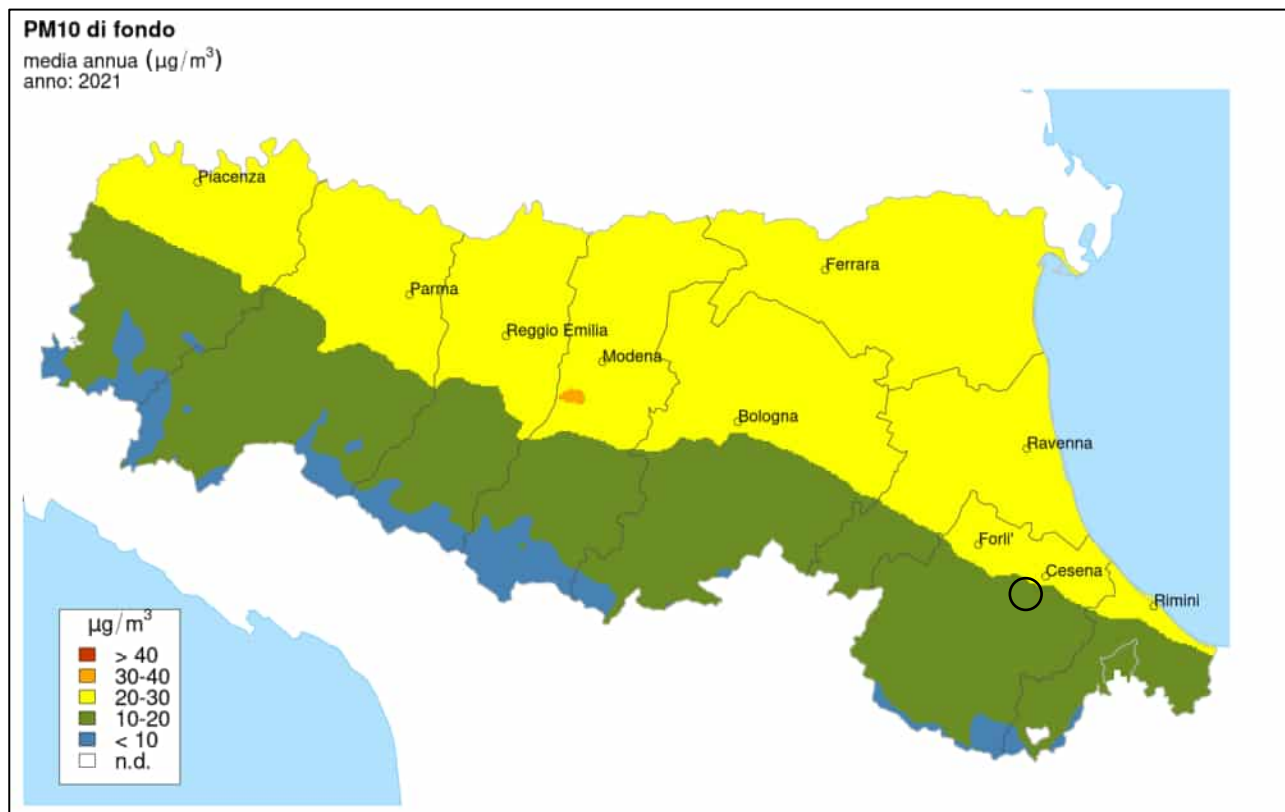 PM10 di fondo
media annua (µg/m³)
anno: 2021
Piacenza
Ferrara
Parma
Reggio Emilia
Modena
Bologna
Ravenna
Forli'
Cesena
Rimini
µg/m³
> 40
30-40
20-30
10-20
< 10
n.d.